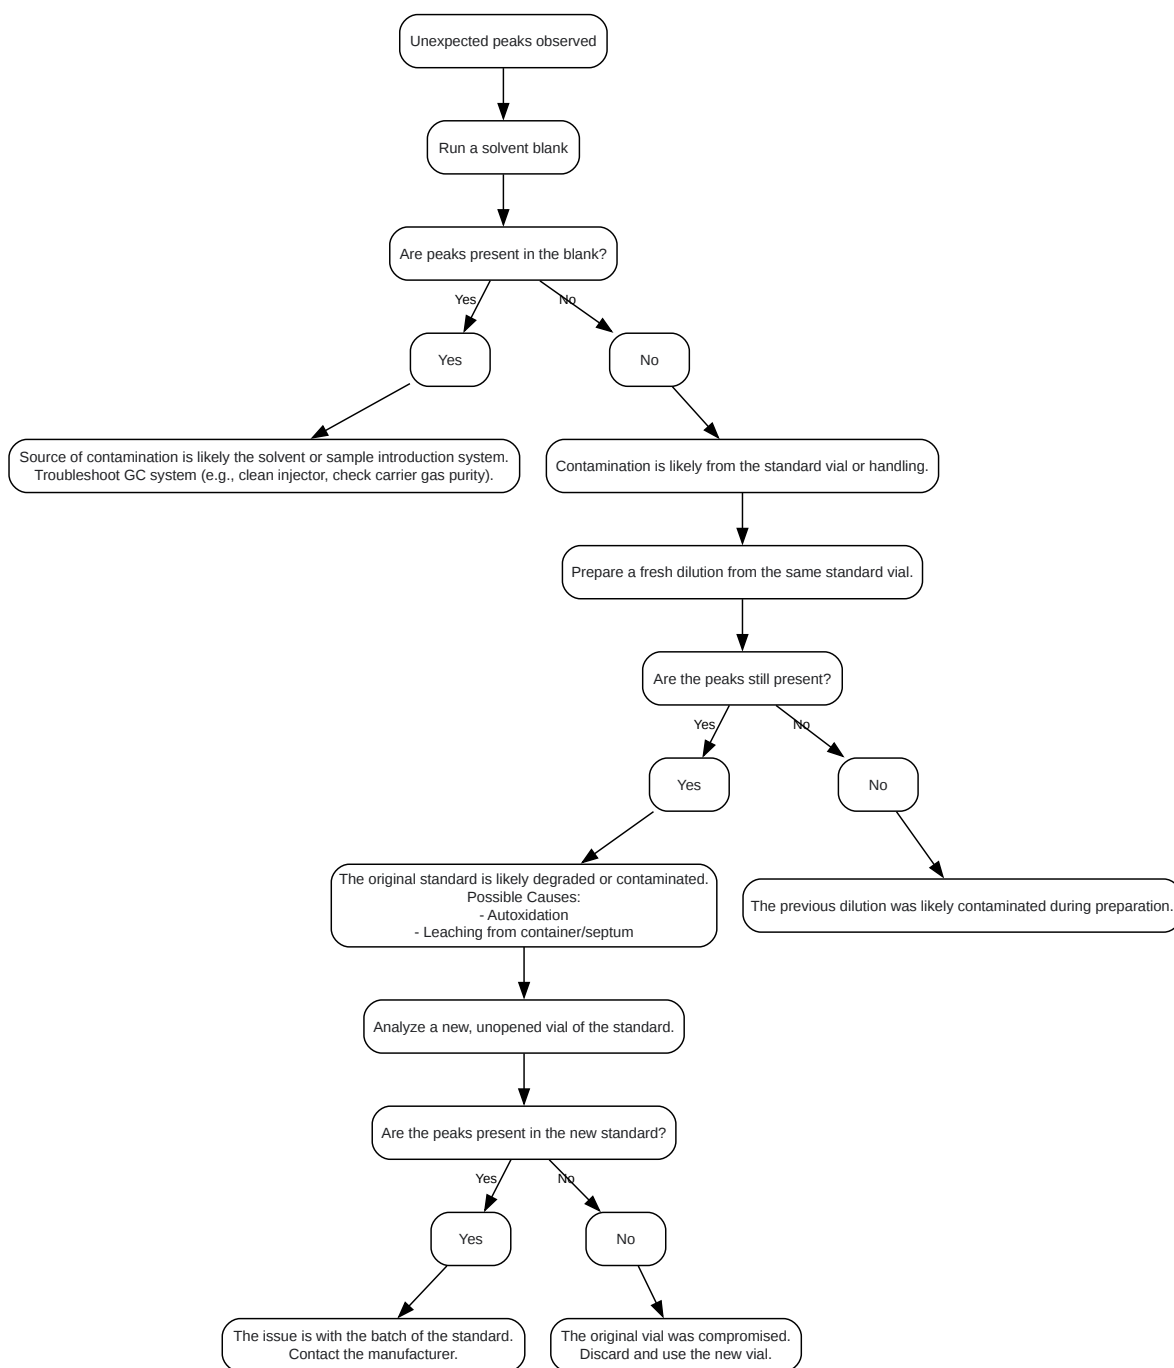 Unexpected peaks observed
Run a solvent blank
Are peaks present in the blank?
Yes
No
Yes
No
Source of contamination is likely the solvent or sample introduction system.
Troubleshoot GC system (e.g., clean injector, check carrier gas purity).
Contamination is likely from the standard vial or handling.
Prepare a fresh dilution from the same standard vial.
Are the peaks still present?
Yes
No
Yes
No
The original standard is likely degraded or contaminated.
Possible Causes:
- Autoxidation
- Leaching from container/septum
The previous dilution was likely contaminated during preparation.
Analyze a new, unopened vial of the standard.
Are the peaks present in the new standard?
Yes
No
Yes
No
The issue is with the batch of the standard.
Contact the manufacturer.
The original vial was compromised.
Discard and use the new vial.